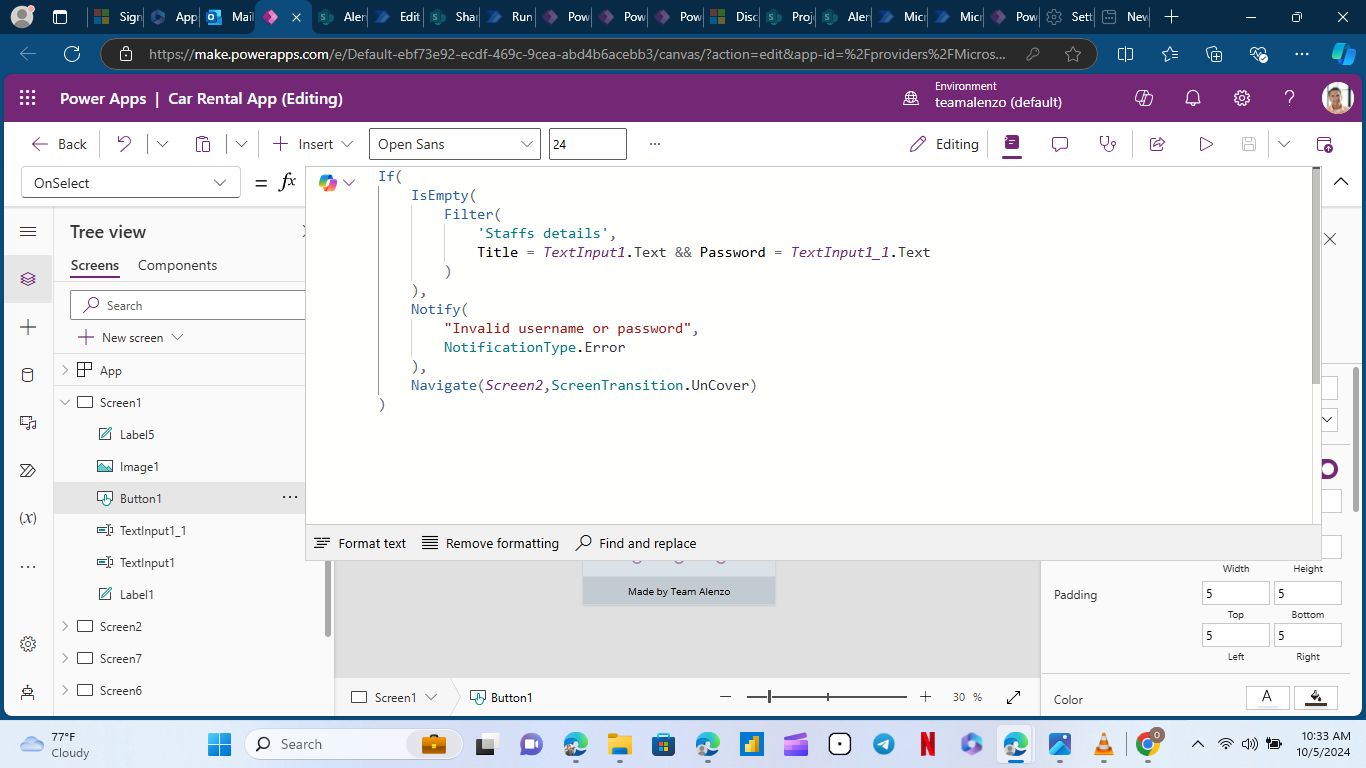 Sign
App
Mail
Aler
Edit
Shar
Run
Pow
Pow
Pow
Disc
Proj
Aler
Micr
Micr
Pow
Sett
New
https://make.powerapps.com/e/Default-ebf73e92-ecdf-469c-9cea-abd4b6acebb3/canvas/?action=edit&app-id=%2Fproviders%2FMicros...
Power Apps | Car Rental App (Editing)
Environment
teamalenzo (default)
Back
Insert
Open Sans
24
Editing
OnSelect
= fx
If(
IsEmpty(
Filter(
'Staffs details',
Title = TextInput1.Text && Password = TextInput1_1.Text
)
),
Notify(
"Invalid username or password",
NotificationType.Error
),
Navigate(Screen2,ScreenTransition.UnCover)
)
Format text
Remove formatting
Find and replace
Tree view
Screens
Components
Search
New screen
App
Screen1
Label5
Image1
Button1
TextInput1_1
TextInput1
Label1
Screen2
Screen7
Screen6
(x)
Made by Team Alenzo
Width
Height
Padding
5
5
Top
Bottom
5
5
Left
Right
Color
A
Screen1
Button1
30 %
77°F
Cloudy
Search
0
10:33 AM
10/5/2024